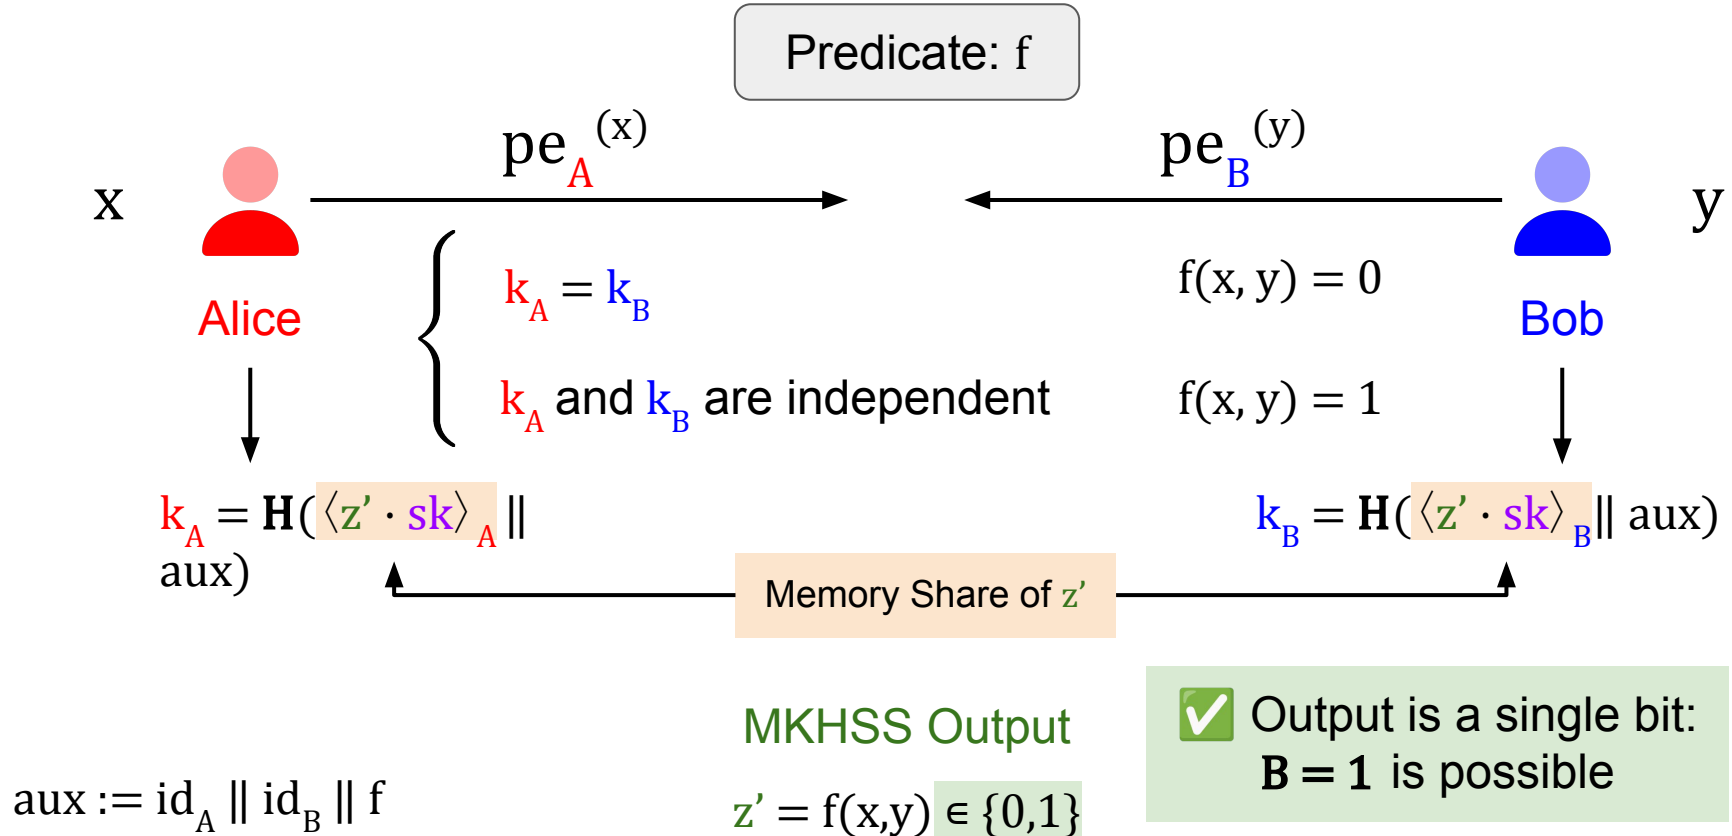 Predicate: f
pe_A^(x)
pe_B^(y)
x
y
Alice
Bob
k_A = k_B
f(x, y) = 0
k_A and k_B are independent
f(x, y) = 1
k_A = H(⟨z’ · sk⟩_A ||
aux)
k_B = H(⟨z’ · sk⟩_B || aux)
Memory Share of z’
MKHSS Output
z’ = f(x,y) ∈ {0,1}
✅ Output is a single bit:
B = 1 is possible
aux := id_A || id_B || f